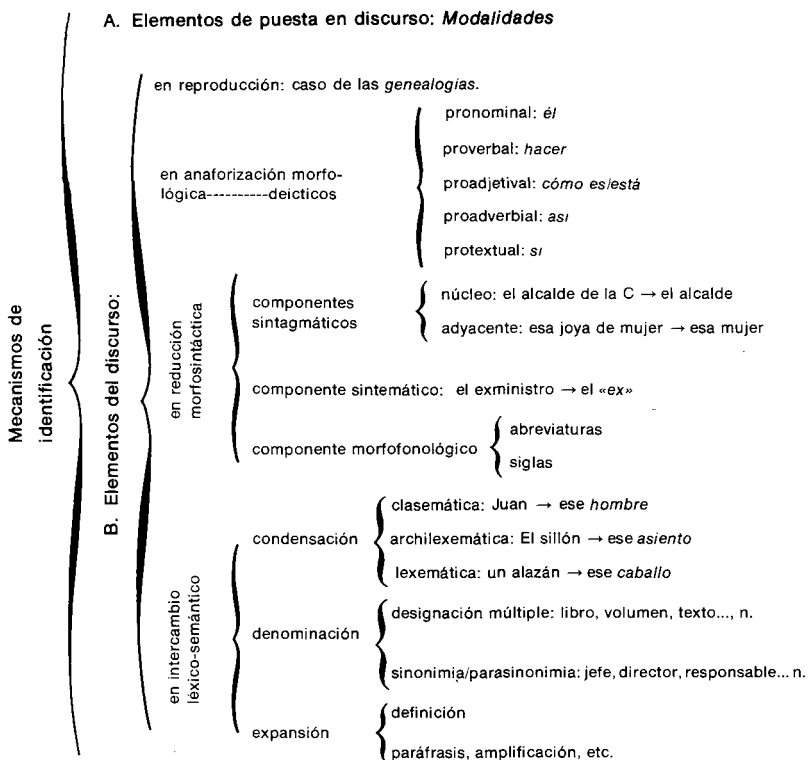 A. Elementos de puesta en discurso: Modalidades
Mecanismos de
identificación
B. Elementos del discurso:
en reproducción: caso de las genealogías.
en anaforización morfo-
lógica----------deicticos
pronominal: él
proverbal: hacer
proadjetival: cómo es/está
proadverbial: así
protextual: sí
en reducción
morfosintáctica
componentes
sintagmáticos
núcleo: el alcalde de la C → el alcalde
adyacente: esa joya de mujer → esa mujer
componente sintemático: el exministro → el «ex»
componente morfofonológico
abreviaturas
siglas
en intercambio
léxico-semántico
condensación
clasemática: Juan → ese hombre
archilexemática: El sillón → ese asiento
lexemática: un alazán → ese caballo
denominación
designación múltiple: libro, volumen, texto..., n.
sinonimia/parasinonimia: jefe, director, responsable... n.
expansión
definición
paráfrasis, amplificación, etc.